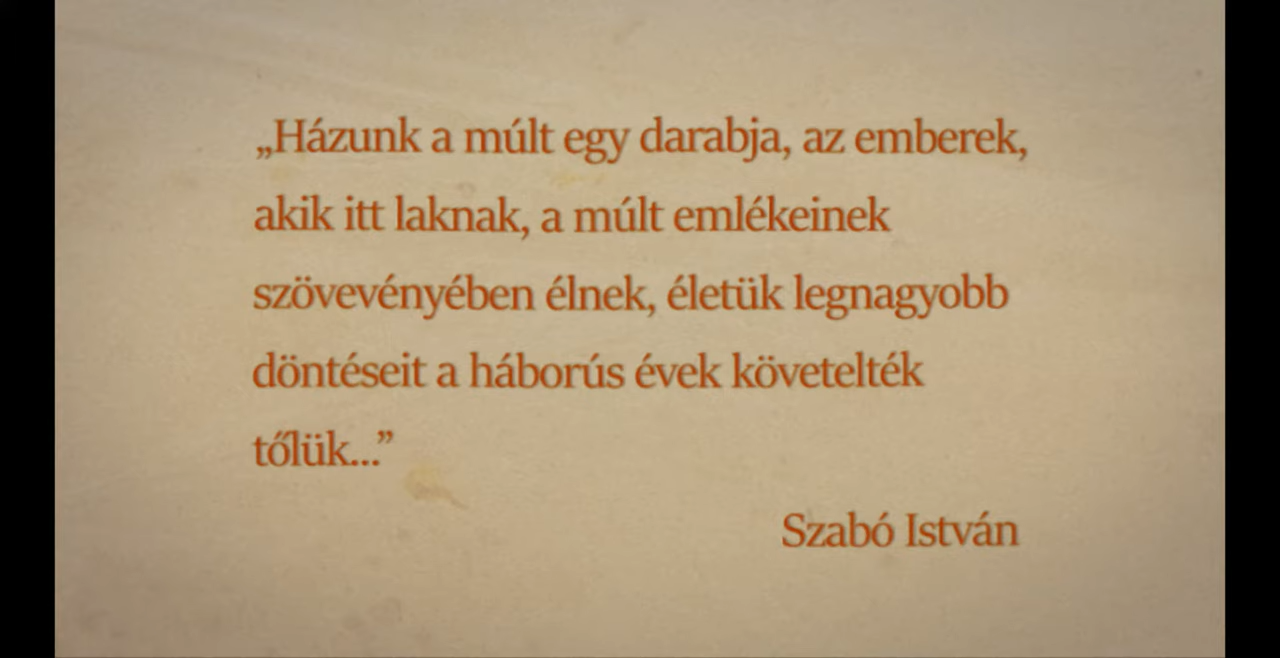 „Házunk a múlt egy darabja, az emberek,
akik itt laknak, a múlt emlékeinek
szövevényében élnek, életük legnagyobb
döntéseit a háborús évek követelték
tőlük...”
Szabó István